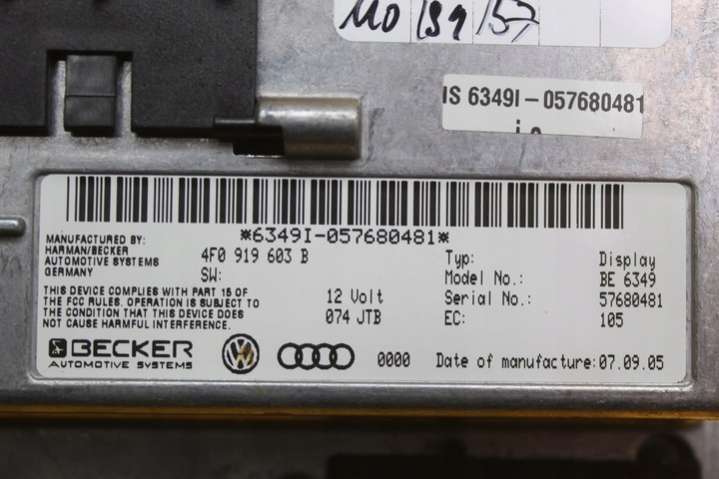 110 151 157
IS 6349I-057680481
*6349I-057680481*
MANUFACTURED BY:
HARMAN/BECKER
AUTOMOTIVE SYSTEMS
GERMANY
4F0 919 603 B
SW:
Typ: Display
Model No.: BE 6349
Serial No.: 57680481
EC: 105
THIS DEVICE COMPLIES WITH PART 15 OF
THE FCC RULES. OPERATION IS SUBJECT TO
THE CONDITION THAT THIS DEVICE DOES
NOT CAUSE HARMFUL INTERFERENCE.
12 Volt
074 JTB
BECKER
AUTOMOTIVE SYSTEMS
0000
Date of manufacture: 07.09.05